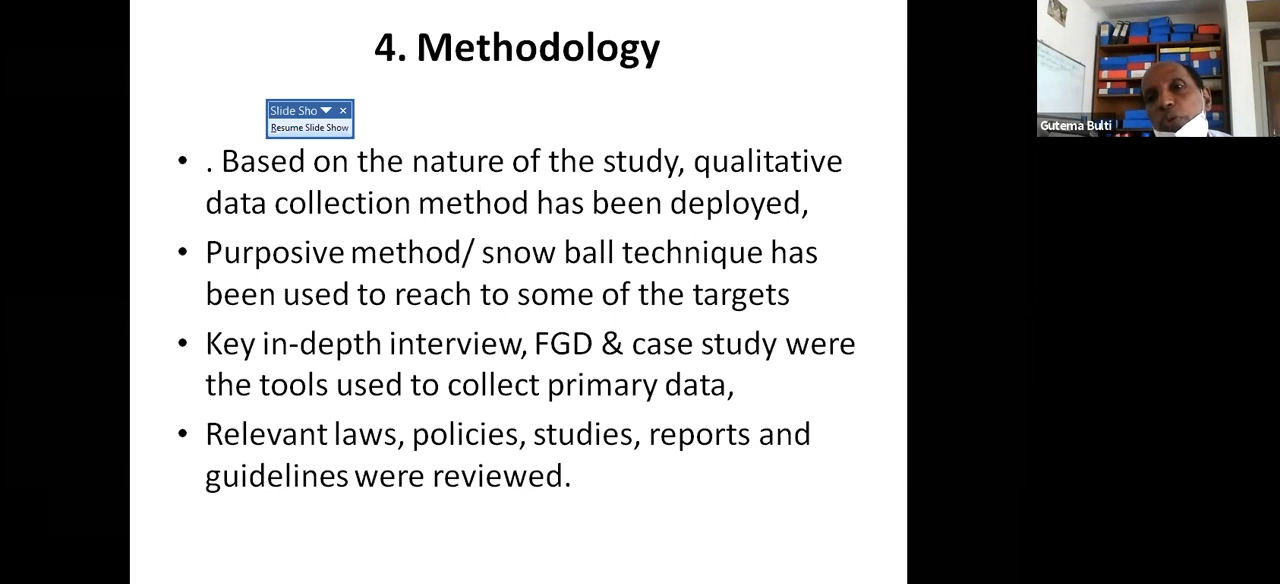 4. Methodology
Slide Sho
Resume Slide Show
• . Based on the nature of the study, qualitative
data collection method has been deployed,
• Purposive method/ snow ball technique has
been used to reach to some of the targets
• Key in-depth interview, FGD & case study were
the tools used to collect primary data,
• Relevant laws, policies, studies, reports and
guidelines were reviewed.
Gutema Bulti